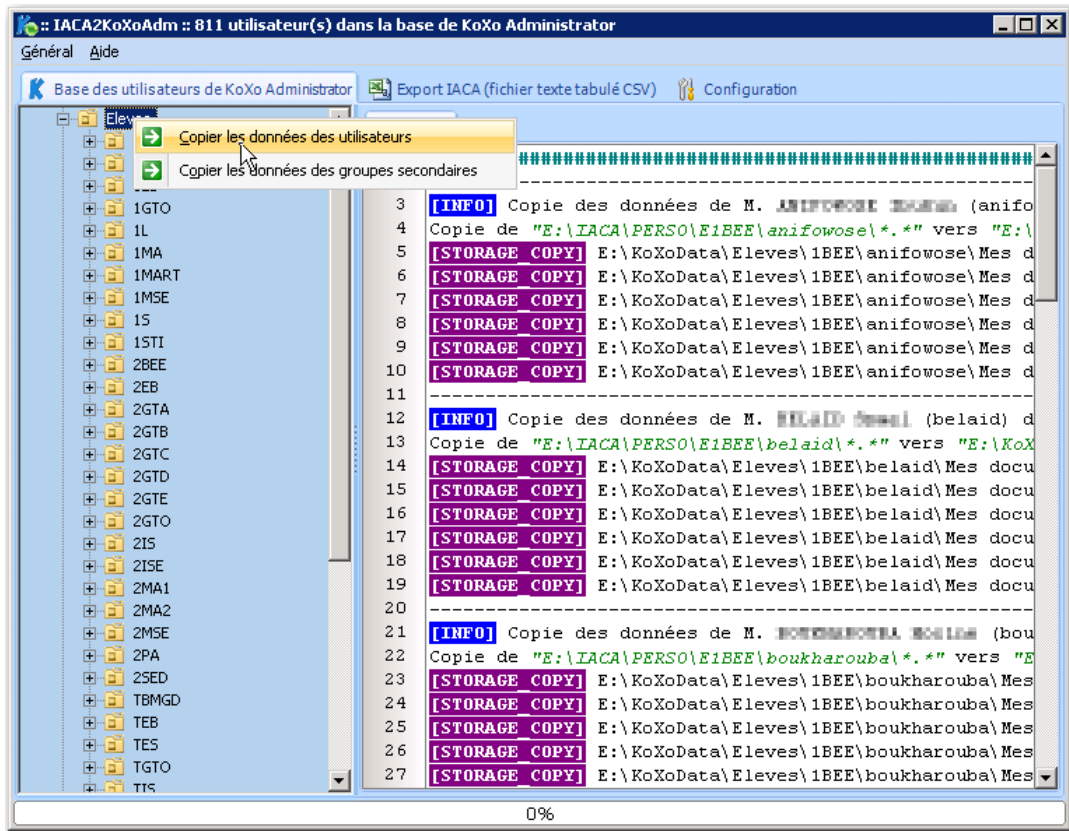 :: IACA2KoXoAdm :: 811 utilisateur(s) dans la base de KoXo Administrator
Général Aide
Base des utilisateurs de KoXo Administrator Export IACA (fichier texte tabulé CSV) Configuration
Copier les données des utilisateurs
Copier les données des groupes secondaires
1GTO
1L
1MA
1MART
1MSE
1S
1STI
2BEE
2EB
2GTA
2GTB
2GTC
2GTD
2GTE
2GTO
2IS
2ISE
2MA1
2MA2
2MSE
2PA
2SED
TBMGD
TEB
TES
TGTO
TIS
################################################
------------------------------------------------------
3 [INFO] Copie des données de M. (anifo
4 Copie de "E:\IACA\PERSO\E1BEE\anifowose\*.*" vers "E:\
5 [STORAGE_COPY] E:\KoXoData\Eleves\1BEE\anifowose\Mes d
6 [STORAGE_COPY] E:\KoXoData\Eleves\1BEE\anifowose\Mes d
7 [STORAGE_COPY] E:\KoXoData\Eleves\1BEE\anifowose\Mes d
8 [STORAGE_COPY] E:\KoXoData\Eleves\1BEE\anifowose\Mes d
9 [STORAGE_COPY] E:\KoXoData\Eleves\1BEE\anifowose\Mes d
10 [STORAGE_COPY] E:\KoXoData\Eleves\1BEE\anifowose\Mes d
11 ------------------------------------------------------
12 [INFO] Copie des données de M. (belaid) d
13 Copie de "E:\IACA\PERSO\E1BEE\belaid\*.*" vers "E:\KoX
14 [STORAGE_COPY] E:\KoXoData\Eleves\1BEE\belaid\Mes docu
15 [STORAGE_COPY] E:\KoXoData\Eleves\1BEE\belaid\Mes docu
16 [STORAGE_COPY] E:\KoXoData\Eleves\1BEE\belaid\Mes docu
17 [STORAGE_COPY] E:\KoXoData\Eleves\1BEE\belaid\Mes docu
18 [STORAGE_COPY] E:\KoXoData\Eleves\1BEE\belaid\Mes docu
19 [STORAGE_COPY] E:\KoXoData\Eleves\1BEE\belaid\Mes docu
20 ------------------------------------------------------
21 [INFO] Copie des données de M. (bou
22 Copie de "E:\IACA\PERSO\E1BEE\boukharouba\*.*" vers "E
23 [STORAGE_COPY] E:\KoXoData\Eleves\1BEE\boukharouba\Mes
24 [STORAGE_COPY] E:\KoXoData\Eleves\1BEE\boukharouba\Mes
25 [STORAGE_COPY] E:\KoXoData\Eleves\1BEE\boukharouba\Mes
26 [STORAGE_COPY] E:\KoXoData\Eleves\1BEE\boukharouba\Mes
27 [STORAGE_COPY] E:\KoXoData\Eleves\1BEE\boukharouba\Mes
0%